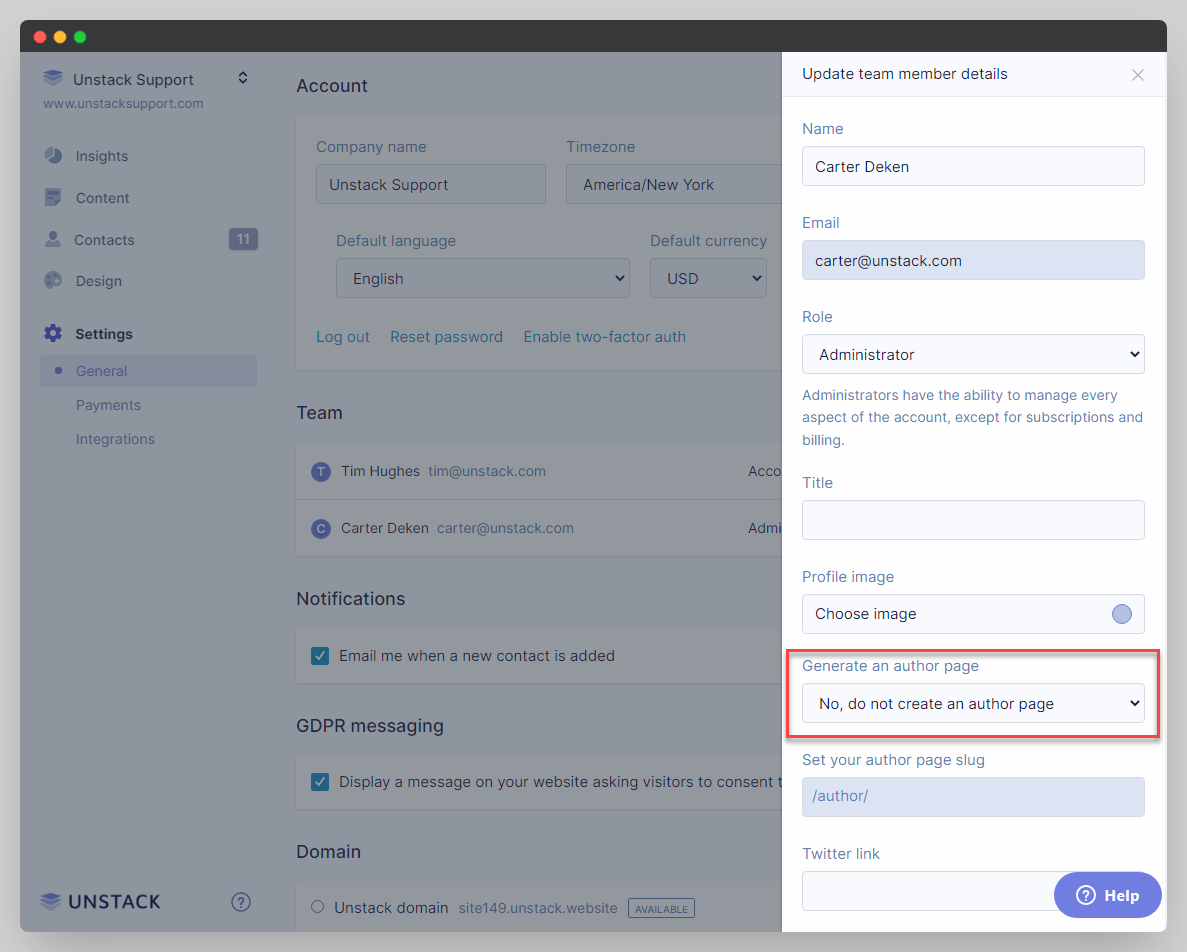 Unstack Support
www.unstacksupport.com
Insights
Content
Contacts 11
Design
Settings
General
Payments
Integrations
UNSTACK ?
Account
Company name Timezone
Unstack Support America/New York
Default language Default currency
English USD
Log out Reset password Enable two-factor auth
Team
T Tim Hughes tim@unstack.com Acco
C Carter Deken carter@unstack.com Admi
Notifications
Email me when a new contact is added
GDPR messaging
Display a message on your website asking visitors to consent t
Domain
Unstack domain site149.unstack.website AVAILABLE
Update team member details
Name
Carter Deken
Email
carter@unstack.com
Role
Administrator
Administrators have the ability to manage every
aspect of the account, except for subscriptions and
billing.
Title
Profile image
Choose image
Generate an author page
No, do not create an author page
Set your author page slug
/author/
Twitter link
? Help